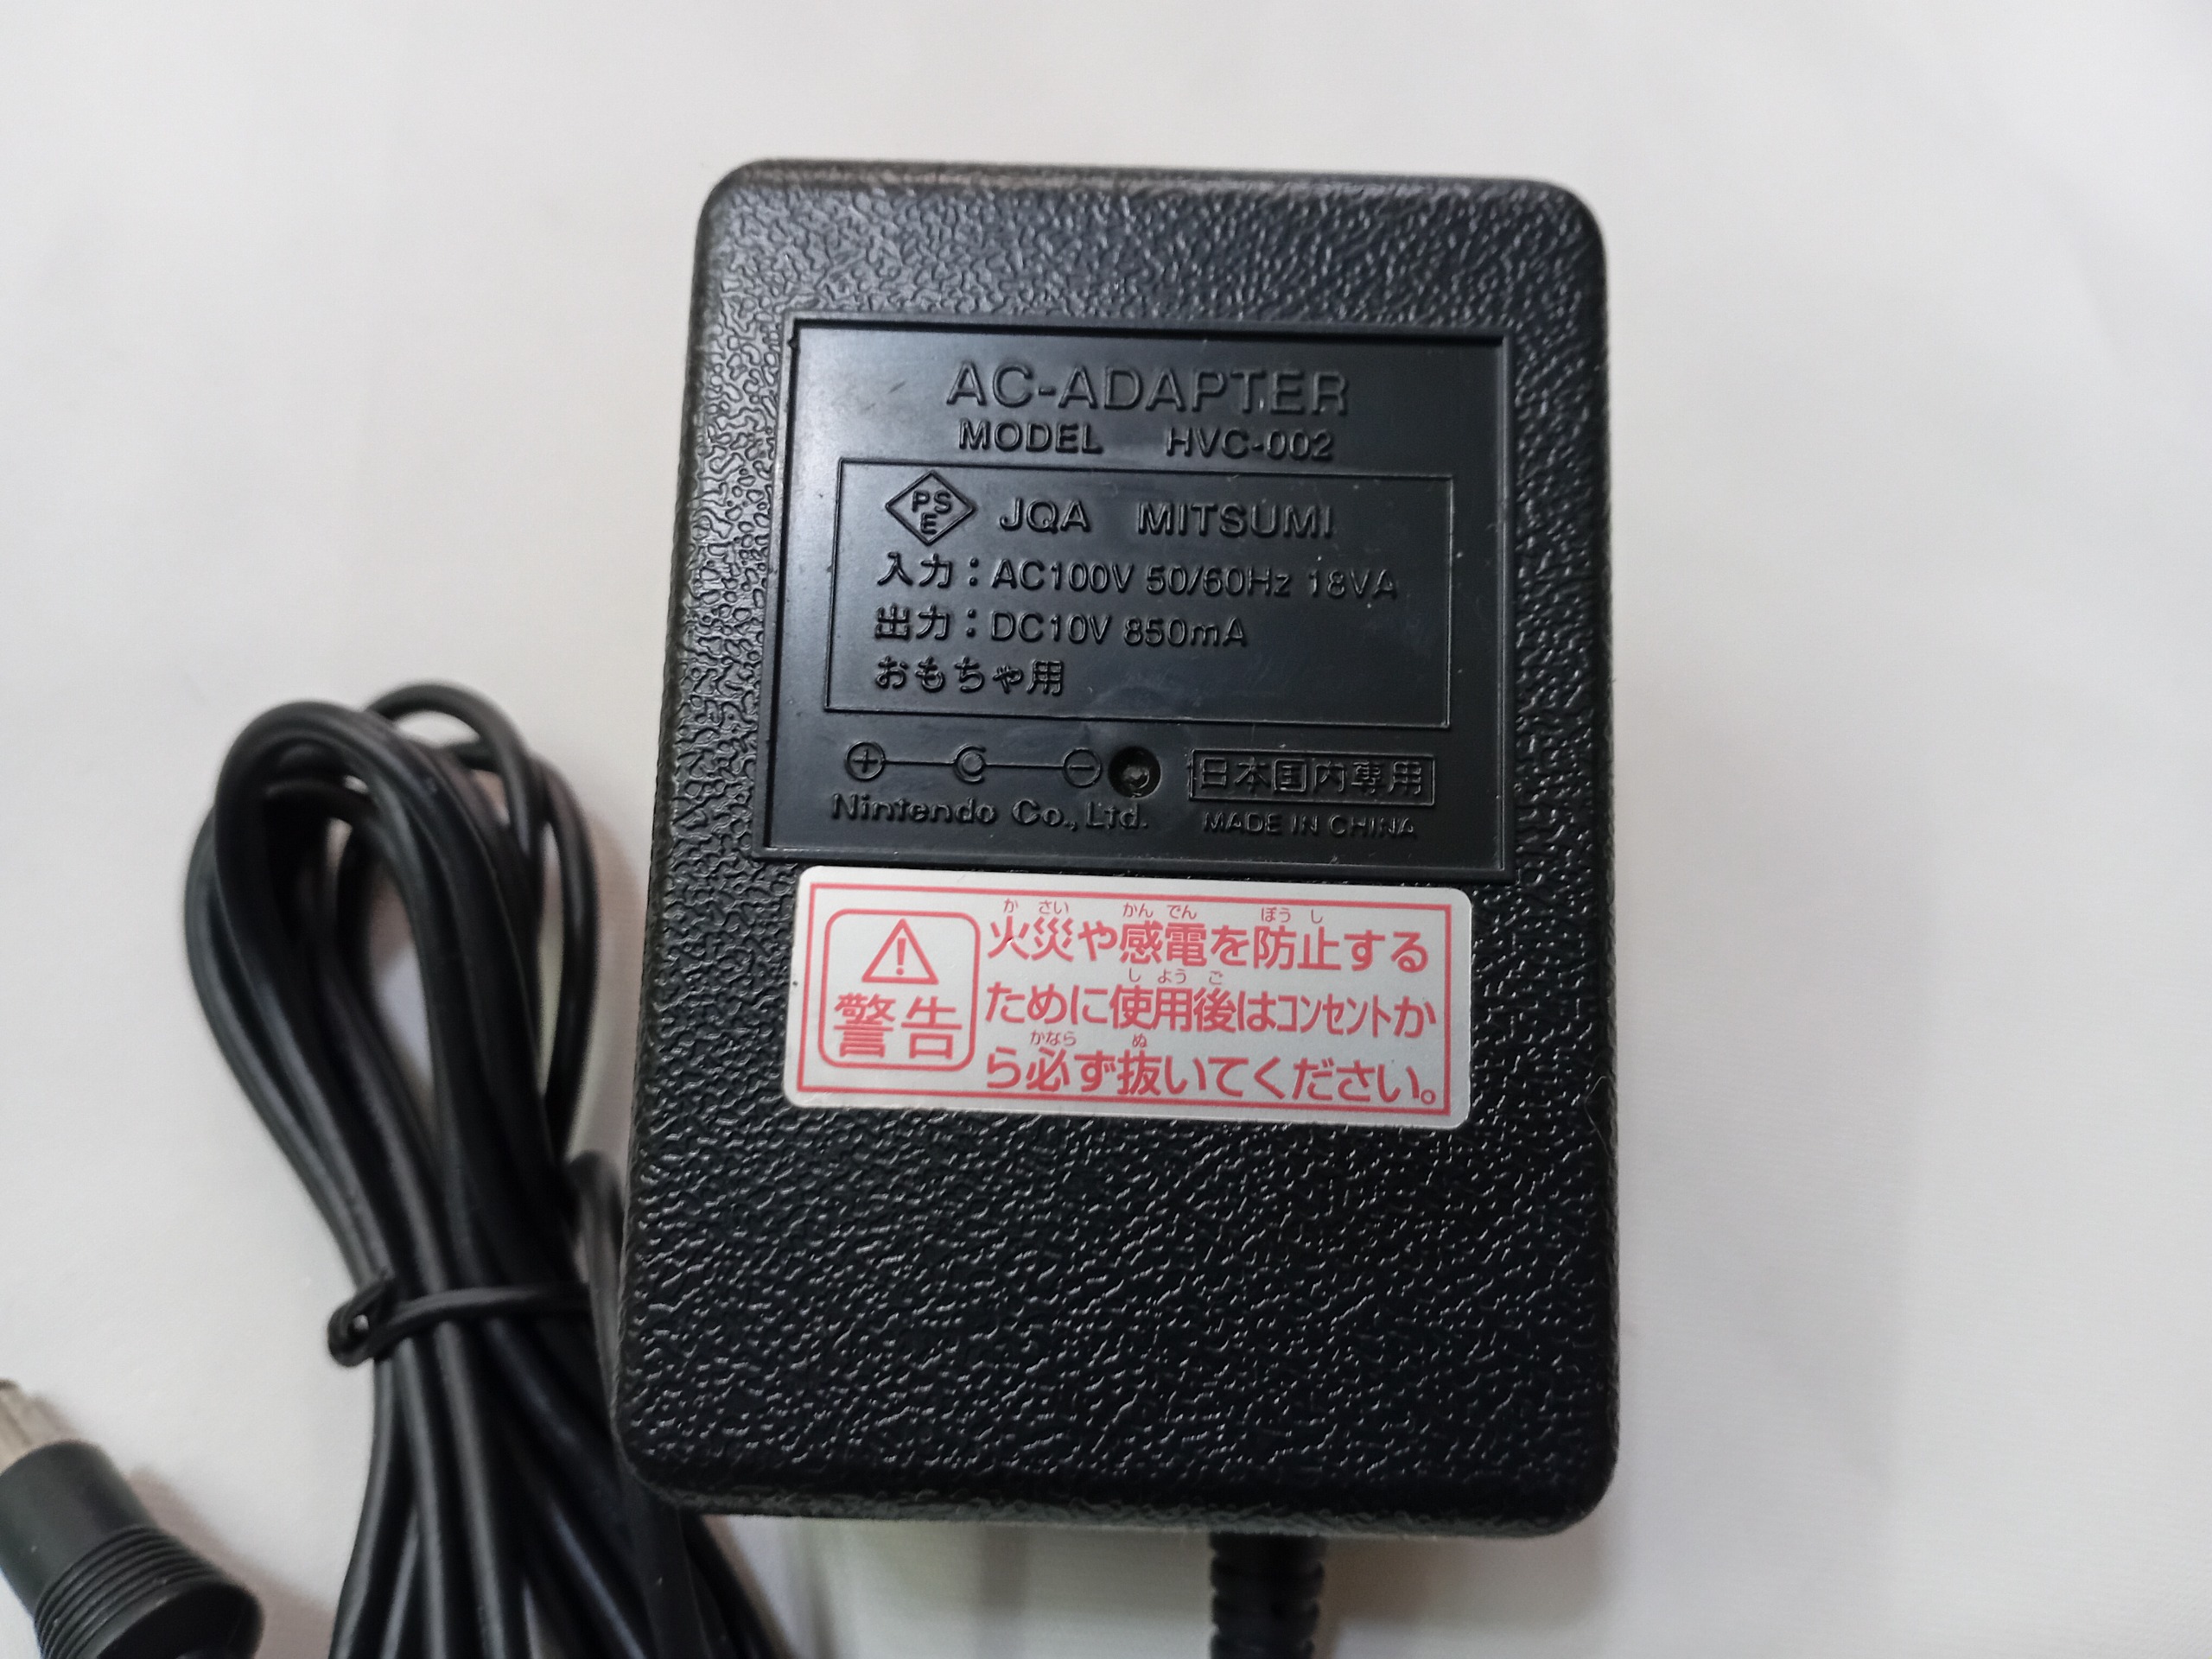 AC-ADAPTER
MODEL HVC-002
PS
E
JQA MITSUMI
入力：AC100V 50/60Hz 18VA
出力：DC10V 850mA
おもちゃ用
日本国内専用
Nintendo Co., Ltd.
MADE IN CHINA
警告
かさい かんでん ぼうし
火災や感電を防止する
しようご
ために使用後はコンセントか
かなら ぬ
ら必ず抜いてください。